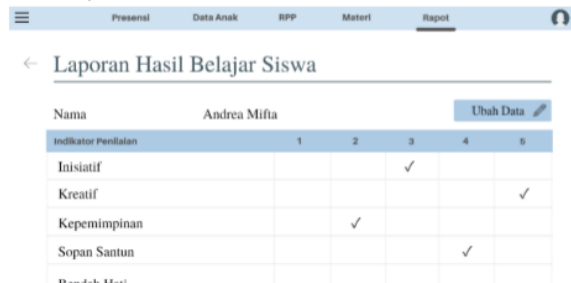 Presensi Data Anak RPP Materi Rapot
Laporan Hasil Belajar Siswa
Nama Andrea Mifta Ubah Data
Indikator Penilaian 1 2 3 4 5
Inisiatif ✓
Kreatif ✓
Kepemimpinan ✓
Sopan Santun ✓